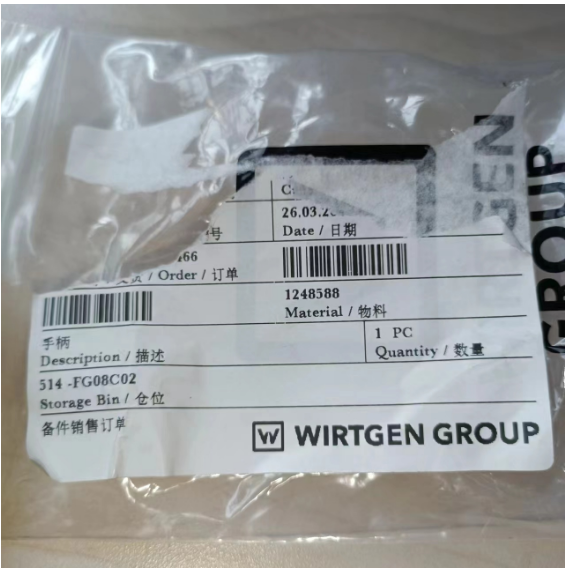 26.03.2
号 Date / 日期
466
/ Order / 订单
1248588
Material / 物料
手柄 1 PC
Description / 描述 Quantity / 数量
514 -FG08C02
Storage Bin / 仓位
备件销售订单
W WIRTGEN GROUP
GEN
GROUP